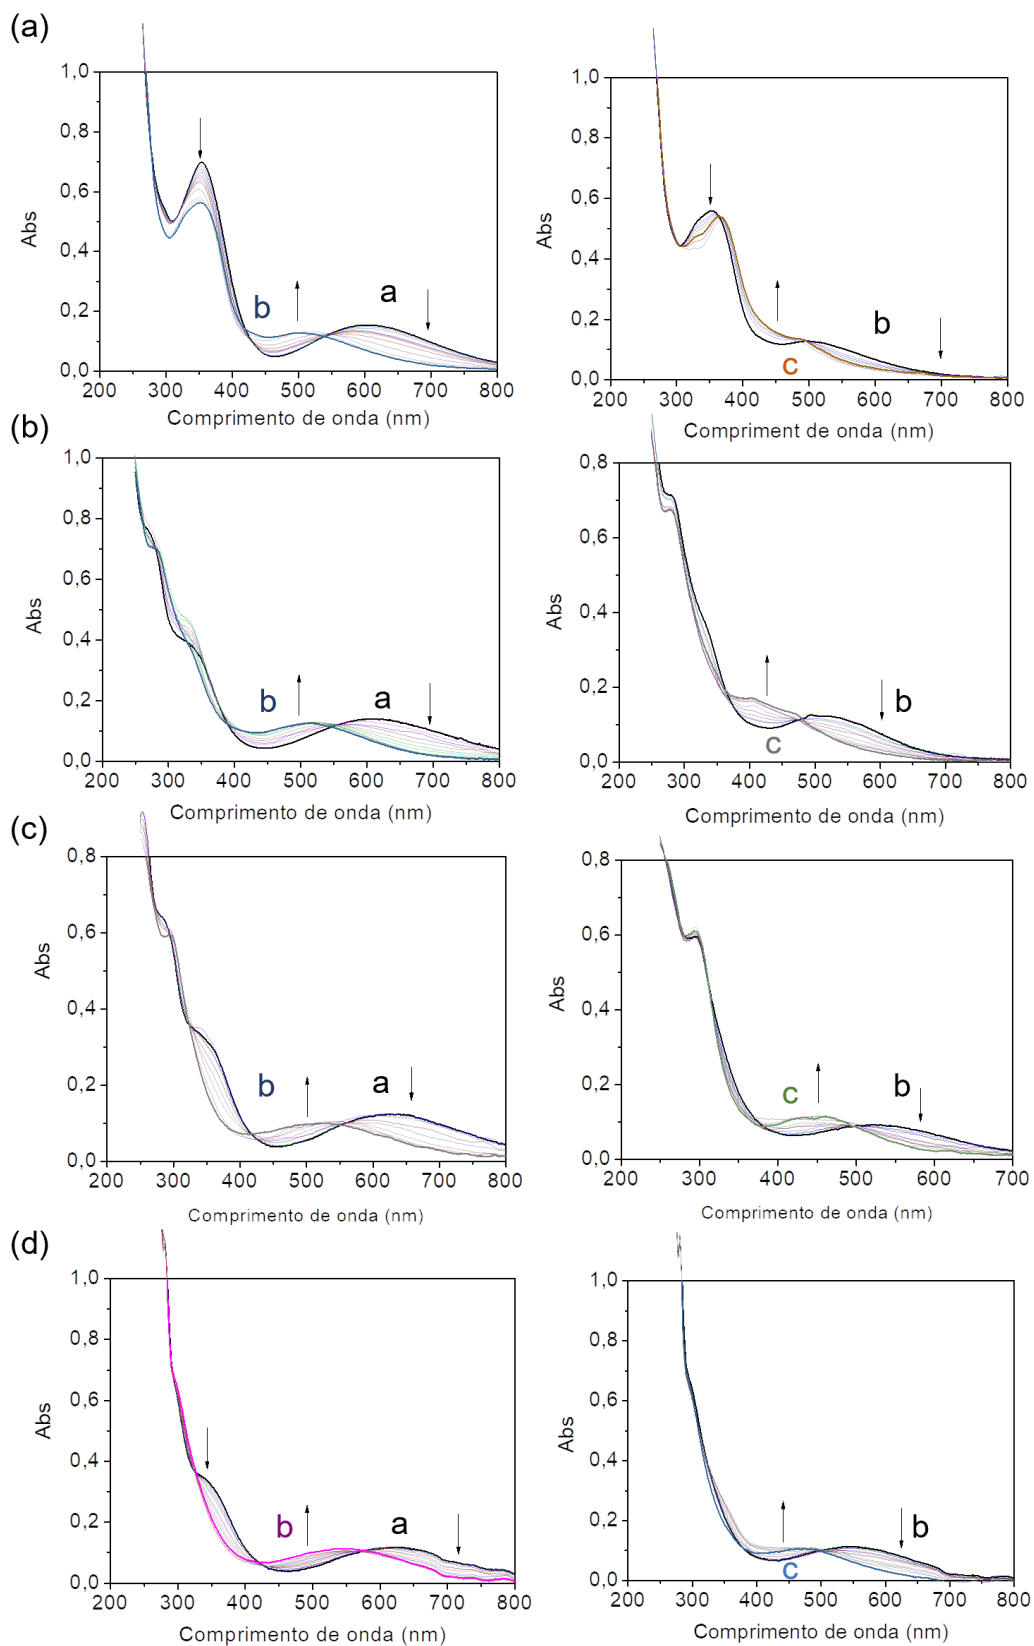 (a)
1,0
0,8
0,6
0,4
0,2
0,0
Abs
b
a
200 300 400 500 600 700 800
Comprimento de onda (nm)
1,0
0,8
0,6
0,4
0,2
0,0
Abs
b
c
200 300 400 500 600 700 800
Compriment de onda (nm)
(b)
1,0
0,8
0,6
0,4
0,2
0,0
Abs
b
a
200 300 400 500 600 700 800
Comprimento de onda (nm)
0,8
0,6
0,4
0,2
0,0
Abs
b
c
200 300 400 500 600 700 800
Comprimento de onda (nm)
(c)
0,8
0,6
0,4
0,2
0,0
Abs
b
a
200 300 400 500 600 700 800
Comprimento de onda (nm)
0,8
0,6
0,4
0,2
0,0
Abs
c
b
200 300 400 500 600 700
Comprimento de onda (nm)
(d)
1,0
0,8
0,6
0,4
0,2
0,0
Abs
b
a
200 300 400 500 600 700 800
Comprimento de onda (nm)
1,0
0,8
0,6
0,4
0,2
0,0
Abs
b
c
200 300 400 500 600 700 800
Comprimento de onda (nm)